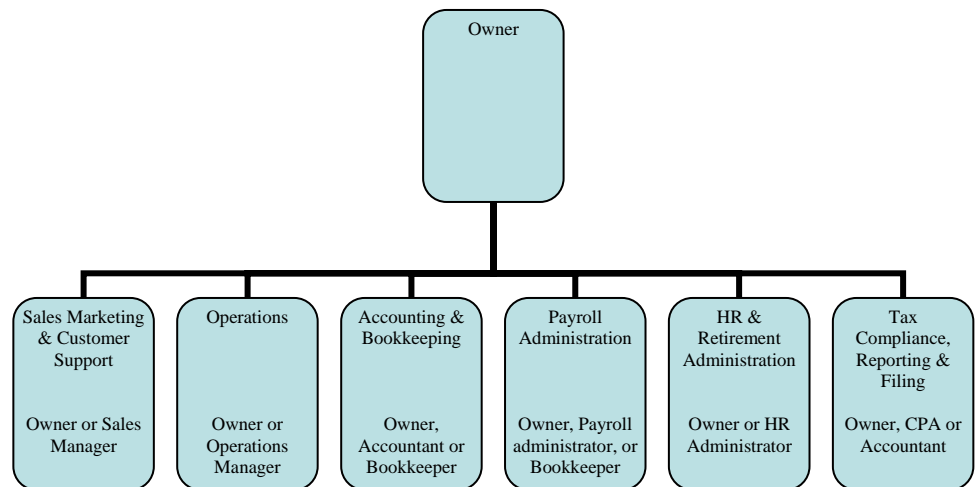 Owner
Sales Marketing
& Customer
Support
Owner or Sales
Manager
Operations
Owner or
Operations
Manager
Accounting &
Bookkeeping
Owner,
Accountant or
Bookkeeper
Payroll
Administration
Owner, Payroll
administrator, or
Bookkeeper
HR &
Retirement
Administration
Owner or HR
Administrator
Tax
Compliance,
Reporting &
Filing
Owner, CPA or
Accountant